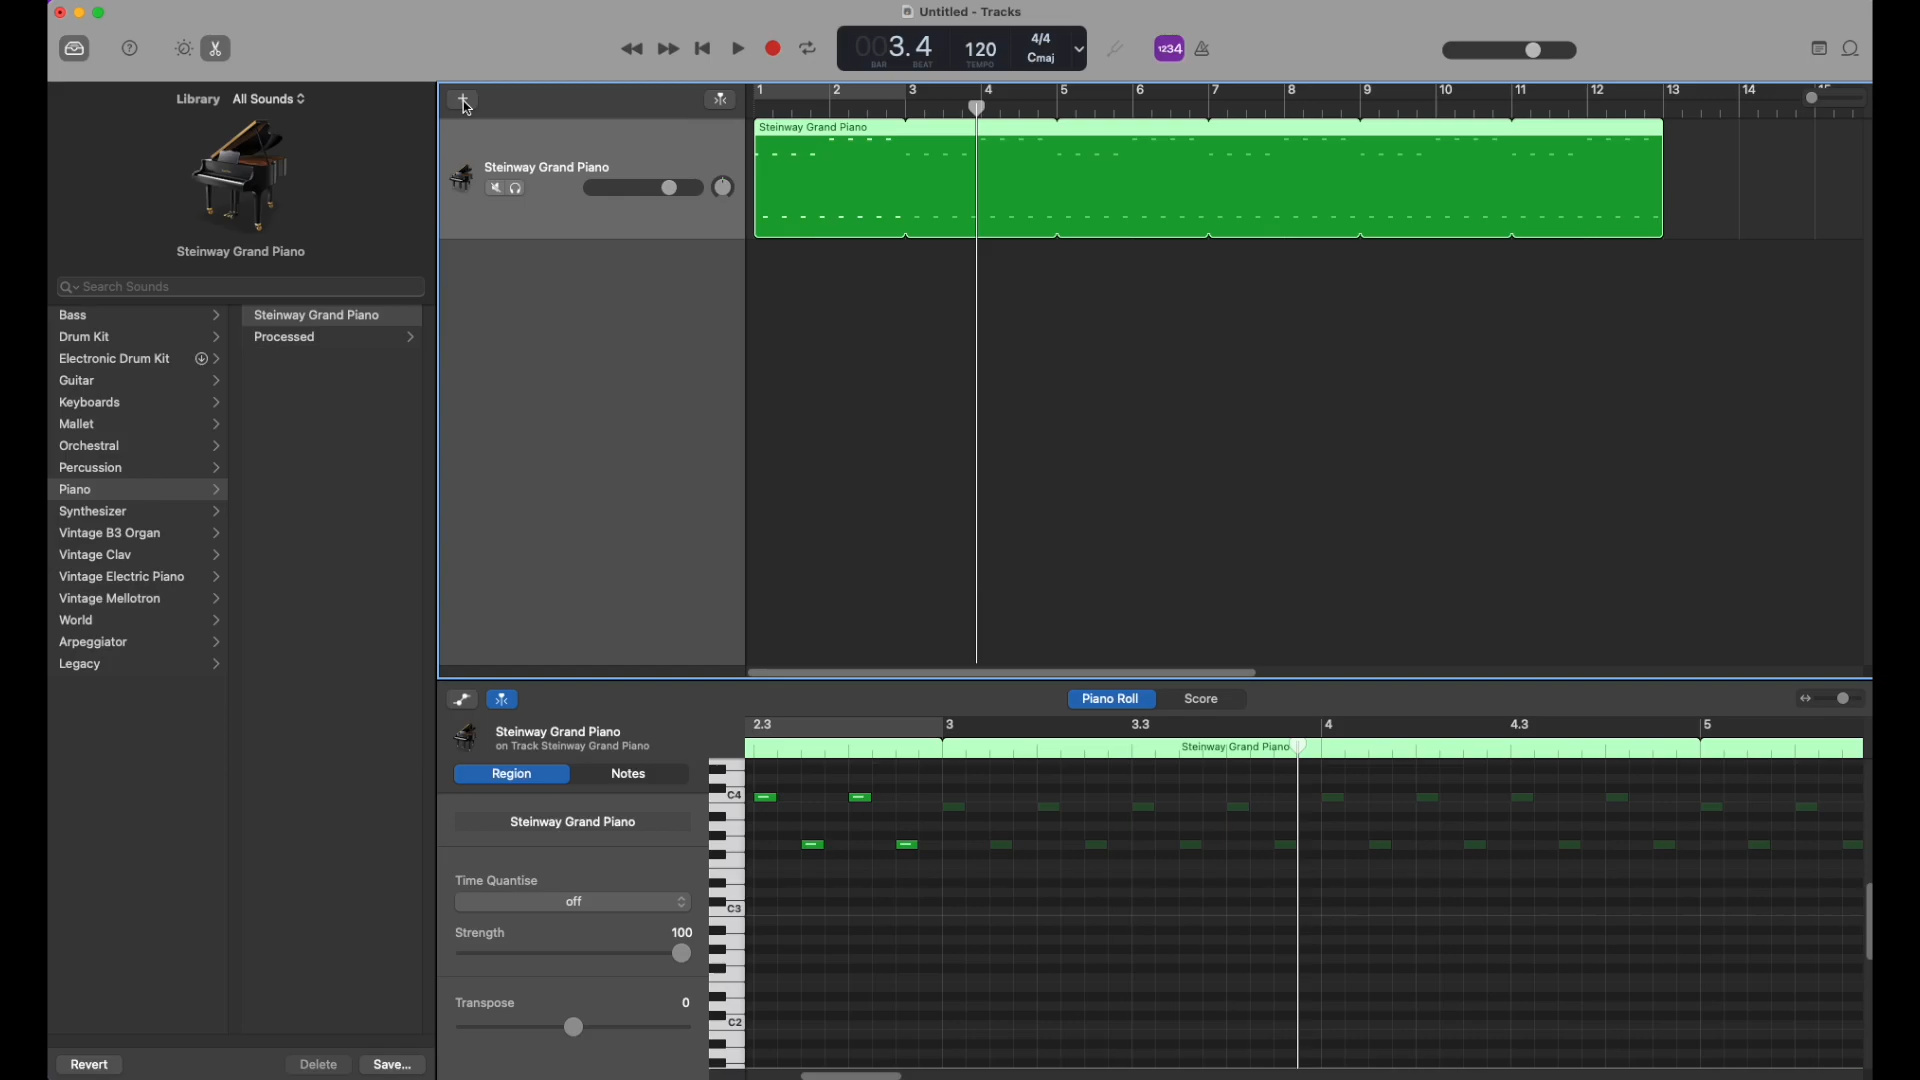 Untitled - Tracks
003.4
BAR BEAT
120
TEMPO
4/4
Cmaj
1234
Library All Sounds
Steinway Grand Piano
Search Sounds
Bass
Drum Kit
Electronic Drum Kit
Guitar
Keyboards
Mallet
Orchestral
Percussion
Piano
Synthesizer
Vintage B3 Organ
Vintage Clav
Vintage Electric Piano
Vintage Mellotron
World
Arpeggiator
Legacy
Steinway Grand Piano
Processed
Revert
Delete
Save...
Steinway Grand Piano
1 2 3 4 5 6 7 8 9 10 11 12 13 14
Steinway Grand Piano
Piano Roll
Score
Steinway Grand Piano
on Track Steinway Grand Piano
Region
Notes
Steinway Grand Piano
Time Quantise
off
Strength 100
Transpose 0
2.3 3 3.3 4 4.3 5
Steinway Grand Piano
C4
C3
C2